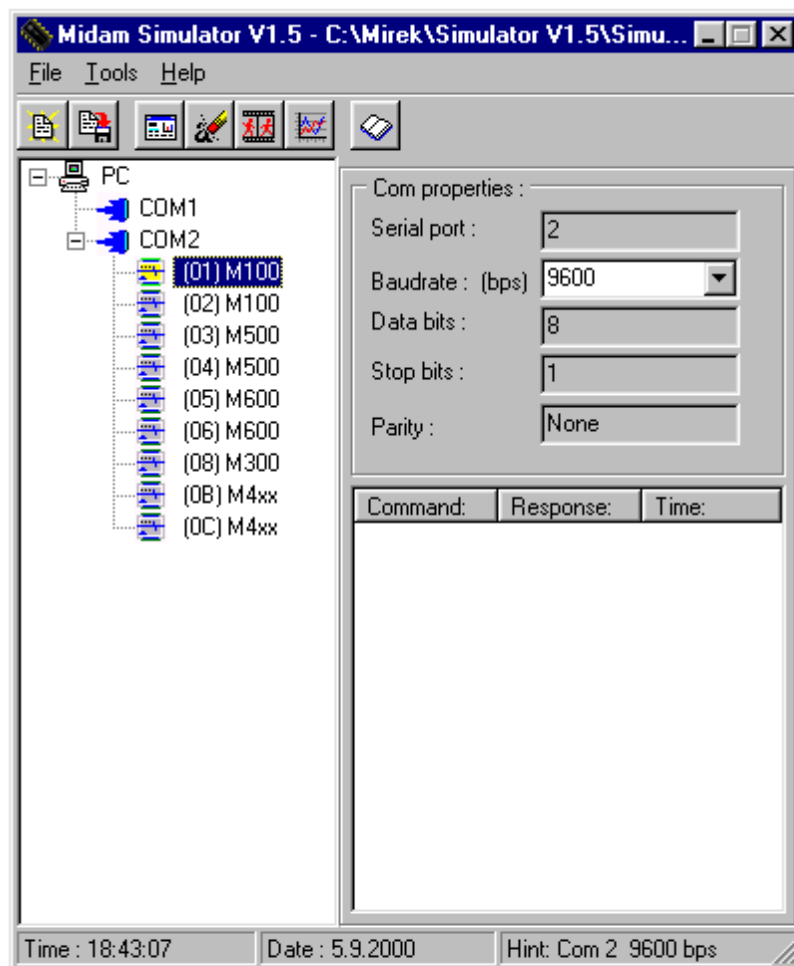 Midam Simulator V1.5 - C:\Mirek\Simulator V1.5\Simu...
File Tools Help
PC
COM1
COM2
(01) M100
(02) M100
(03) M500
(04) M500
(05) M600
(06) M600
(08) M300
(0B) M4xx
(0C) M4xx
Com properties :
Serial port : 2
Baudrate : (bps) 9600
Data bits : 8
Stop bits : 1
Parity : None
Command: Response: Time:
Time : 18:43:07 Date : 5.9.2000 Hint: Com 2 9600 bps